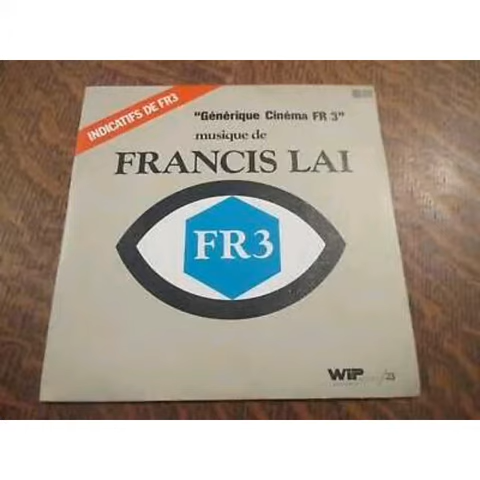 INDICATIFS DE FR3
"Générique Cinéma FR 3"
musique de
FRANCIS LAI
FR3
WIP